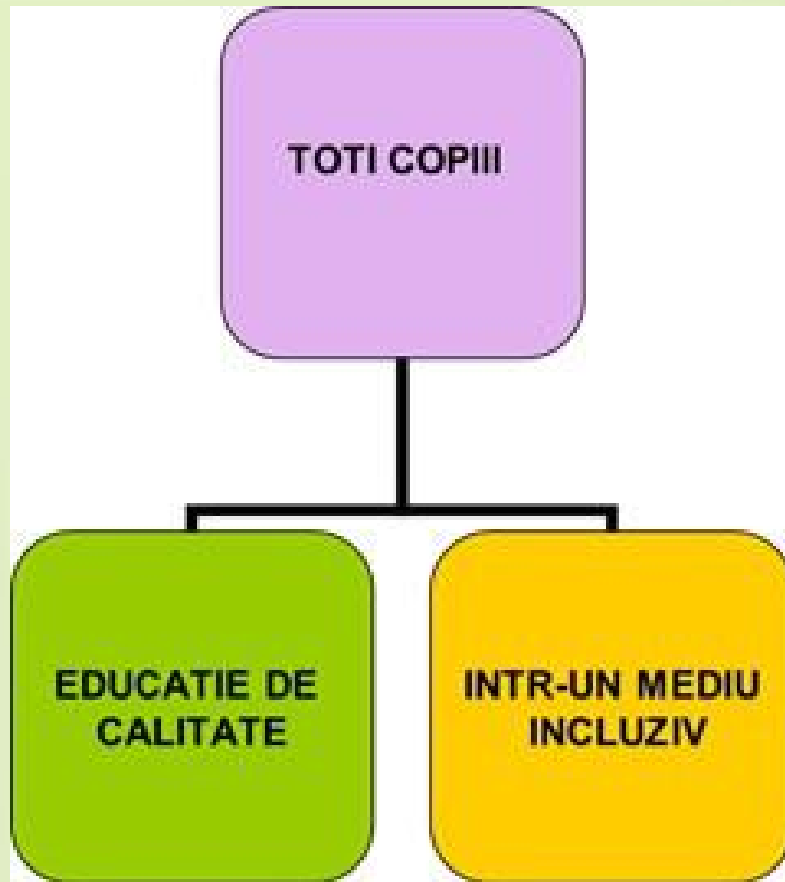 TOTI COPIII
EDUCATIE DE
CALITATE
INTR-UN MEDIU
INCLUZIV